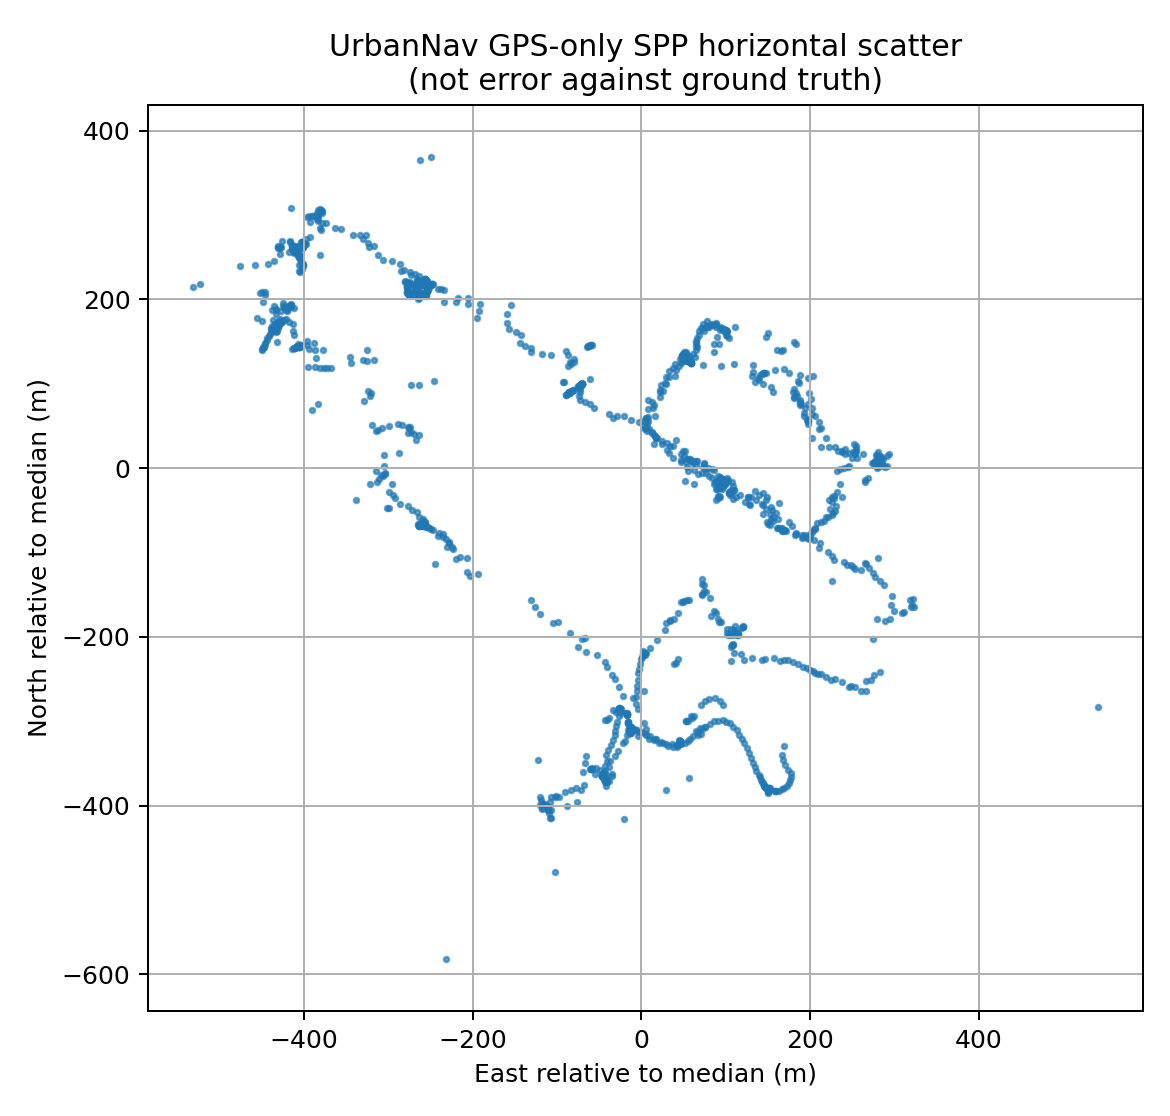 UrbanNav GPS-only SPP horizontal scatter
(not error against ground truth)
North relative to median (m)
400
200
0
−200
−400
−600
−400
−200
0
200
400
East relative to median (m)